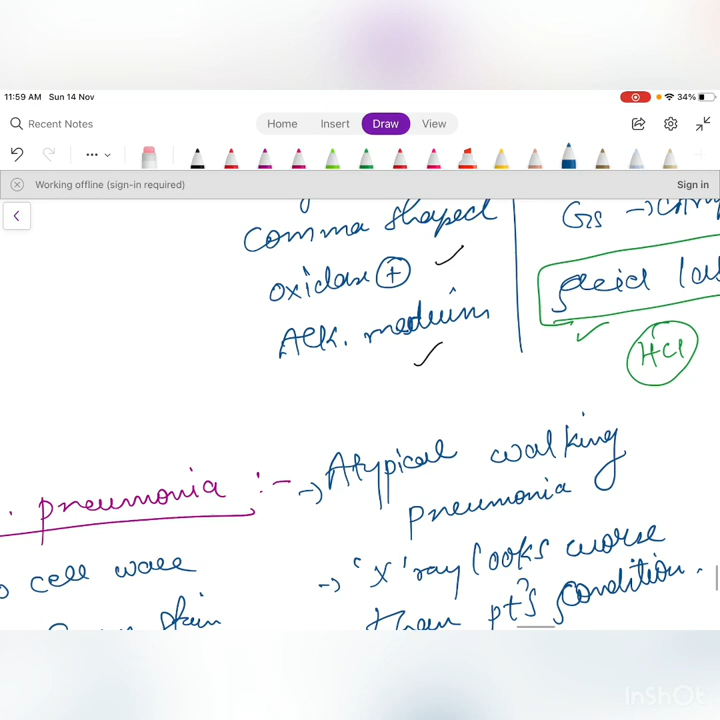 11:59 AM Sun 14 Nov
34%
Recent Notes
Home Insert Draw View
Working offline (sign-in required)
Sign in
Comma shaped
oxidase +
Alk. medium
acid
HCl
. pneumonia :- → Atypical walking
pneumonia
cell wall
→ 'X' ray looks worse
than pt's condition.
stain
InShOt